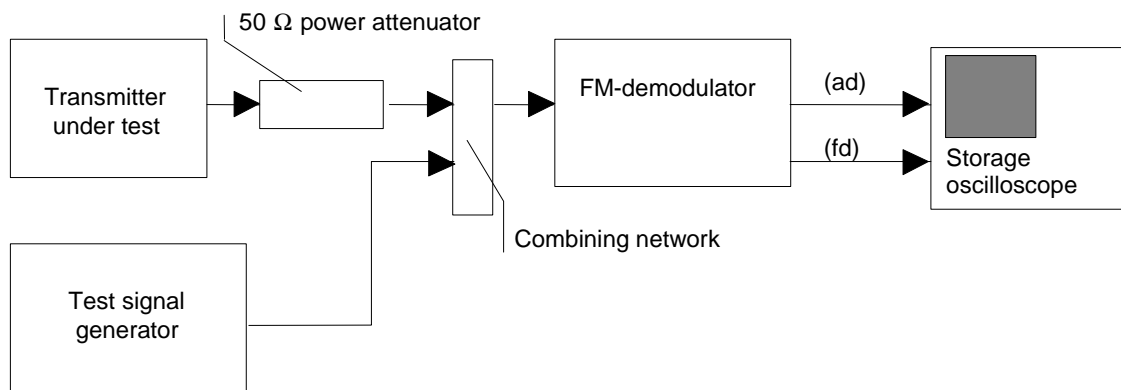 50 Ω power attenuator
Transmitter
under test
FM-demodulator
(ad)
(fd)
Storage
oscilloscope
Combining network
Test signal
generator